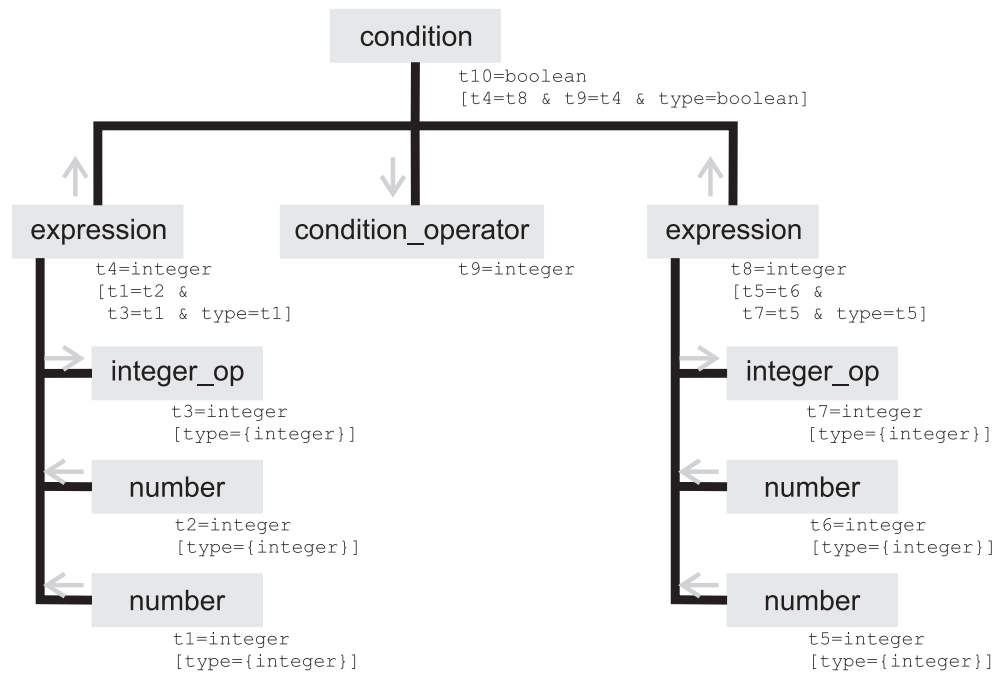 condition
t10=boolean
[t4=t8 & t9=t4 & type=boolean]
expression
t4=integer
[t1=t2 &
t3=t1 & type=t1]
integer_op
t3=integer
[type={integer}]
number
t2=integer
[type={integer}]
number
t1=integer
[type={integer}]
condition_operator
t9=integer
expression
t8=integer
[t5=t6 &
t7=t5 & type=t5]
integer_op
t7=integer
[type={integer}]
number
t6=integer
[type={integer}]
number
t5=integer
[type={integer}]